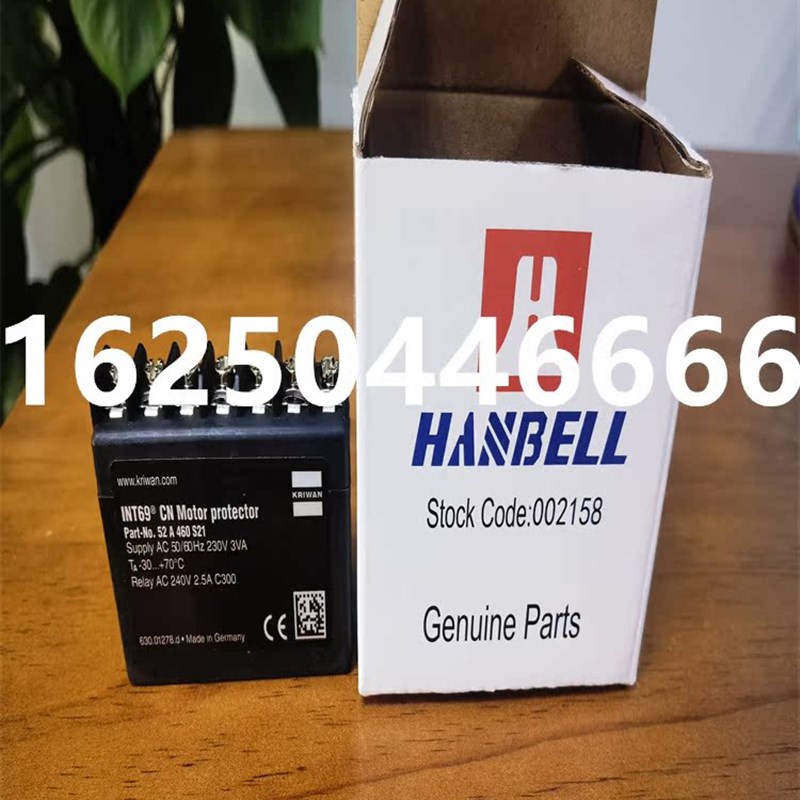 16250446666
HANBELL
Stock Code:002158
Genuine Parts
www.kriwan.com
KRIWAN
INT69® CN Motor protector
Part-No. 52 A 460 S21
Supply AC 50/60Hz 230V 3VA
TA -30...+70°C
Relay AC 240V 2.5A C300
CE
630.01278.d • Made in Germany